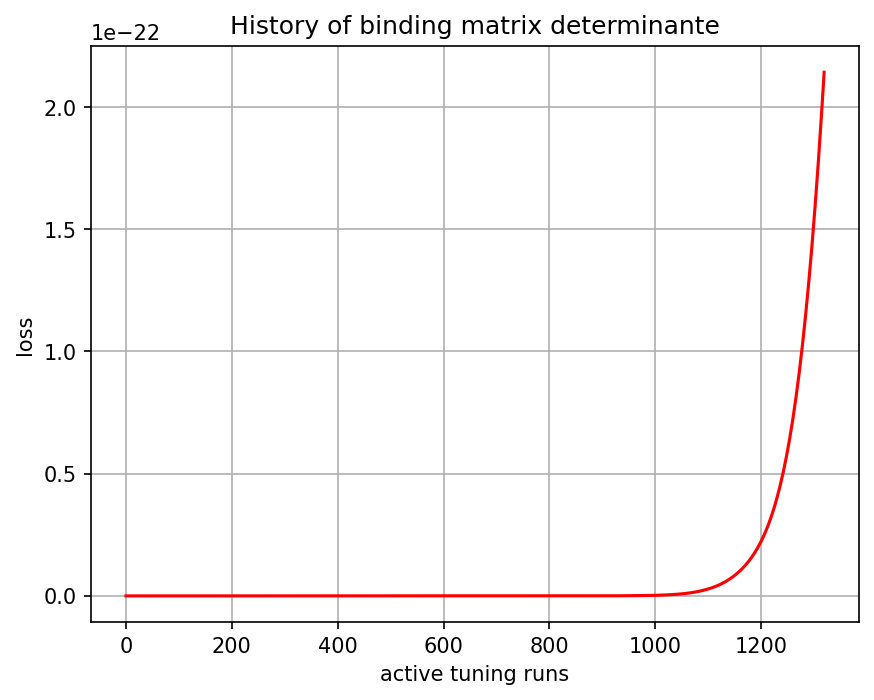 History of binding matrix determinante
1e−22
2.0
1.5
1.0
0.5
0.0
loss
0 200 400 600 800 1000 1200
active tuning runs